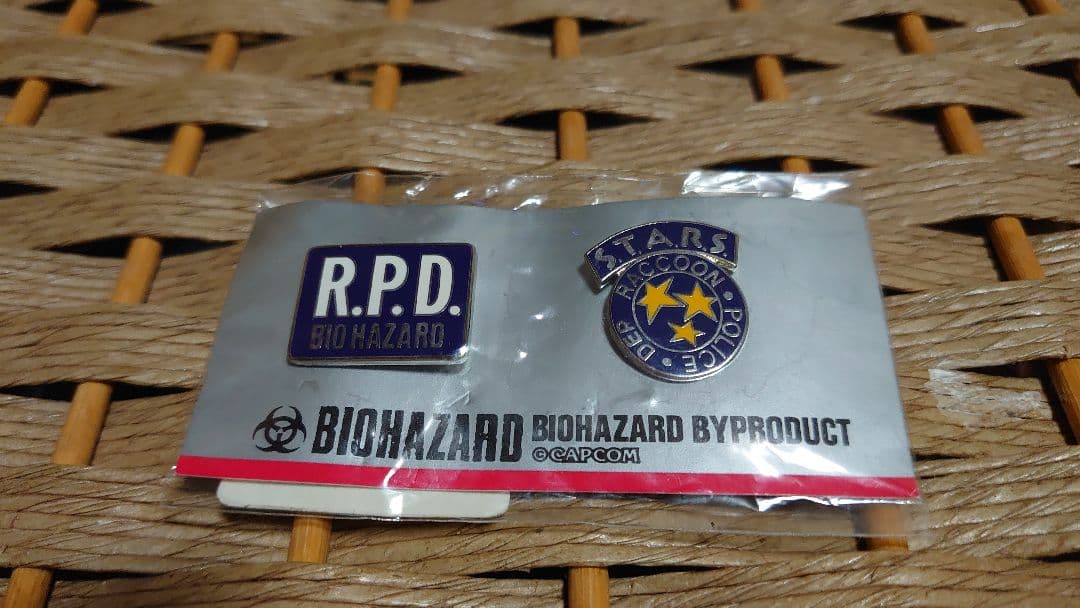 R.P.D.
BIO HAZARD
S.T.A.R.S.
RACCOON • POLICE • DEP
BIOHAZARD
BIOHAZARD BYPRODUCT
©CAPCOM